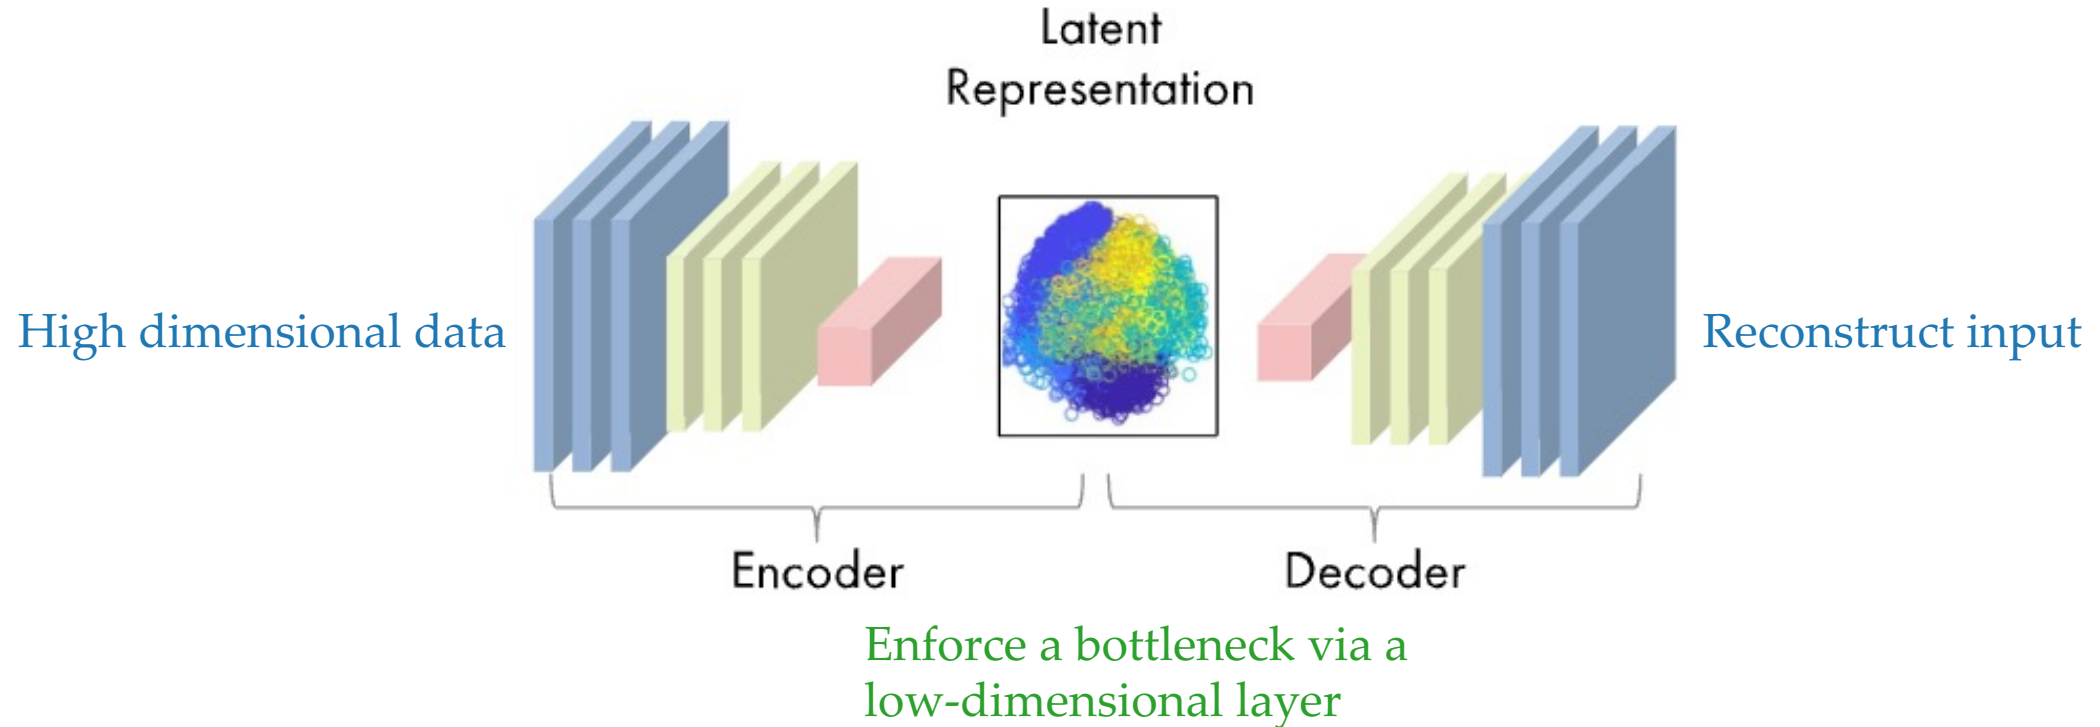 Latent
Representation
High dimensional data
Reconstruct input
Encoder
Decoder
Enforce a bottleneck via a
low-dimensional layer